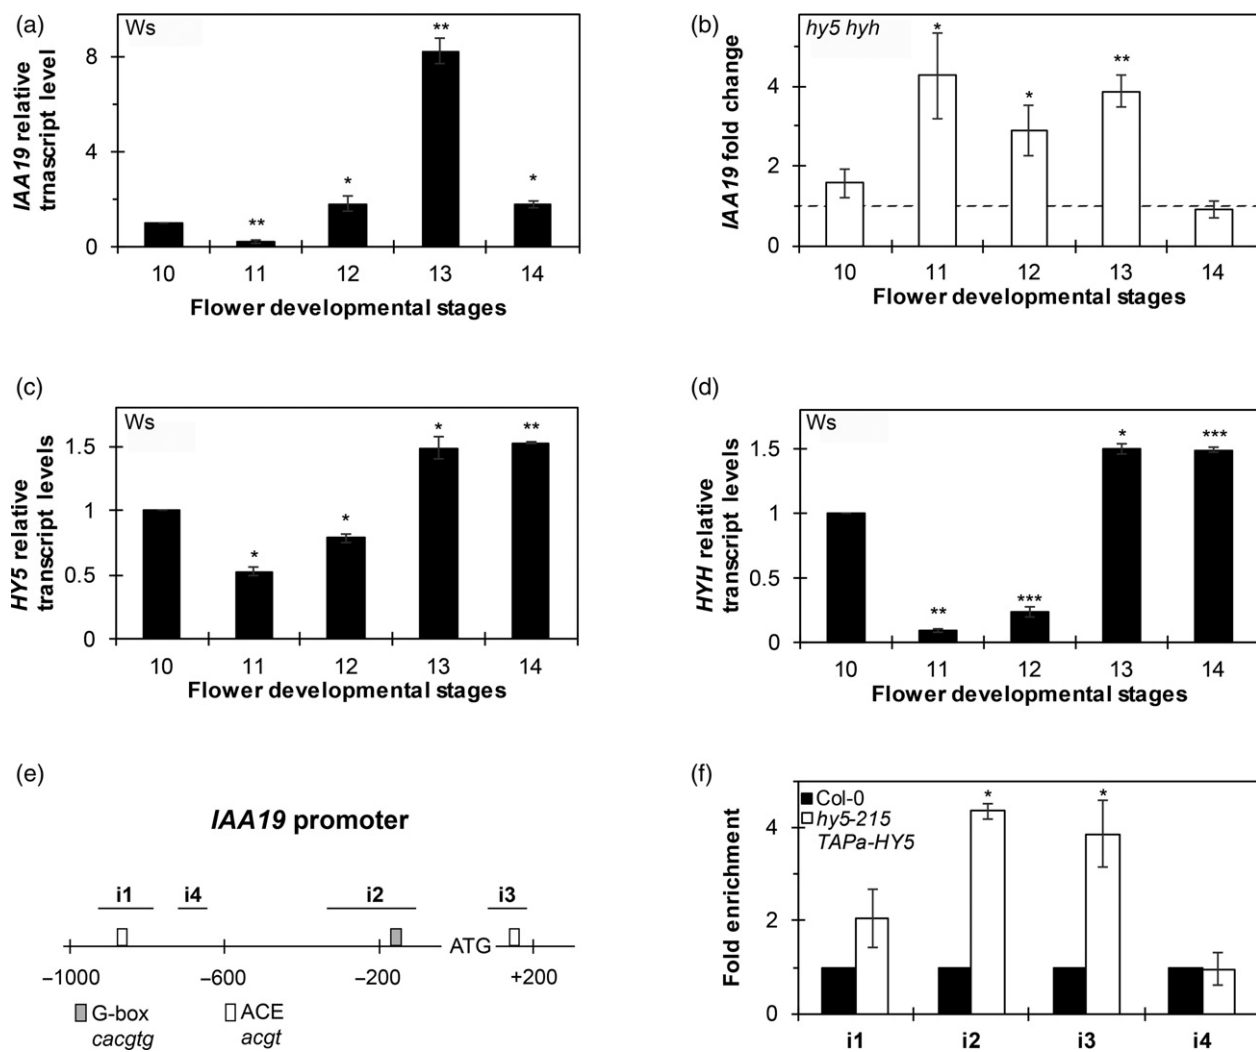 (a)
Ws
**
8
4
2
0
IAA19 relative
trnascript level
**
*
*
10 11 12 13 14
Flower developmental stages
(b)
hy5 hyh
*
*
**
4
2
0
IAA19 fold change
10 11 12 13 14
Flower developmental stages
(c)
Ws
1.5
1
0.5
0
HY5 relative
transcript levels
*
*
*
**
10 11 12 13 14
Flower developmental stages
(d)
Ws
1.5
1
0.5
0
HYH relative
transcript levels
**
***
*
***
10 11 12 13 14
Flower developmental stages
(e)
IAA19 promoter
i1 i4 i2 i3
ATG
–1000 –600 –200 +200
G-box ACE
cacgtg acgt
(f)
Col-0
hy5-215
TAPa-HY5
*
*
4
2
0
Fold enrichment
i1 i2 i3 i4